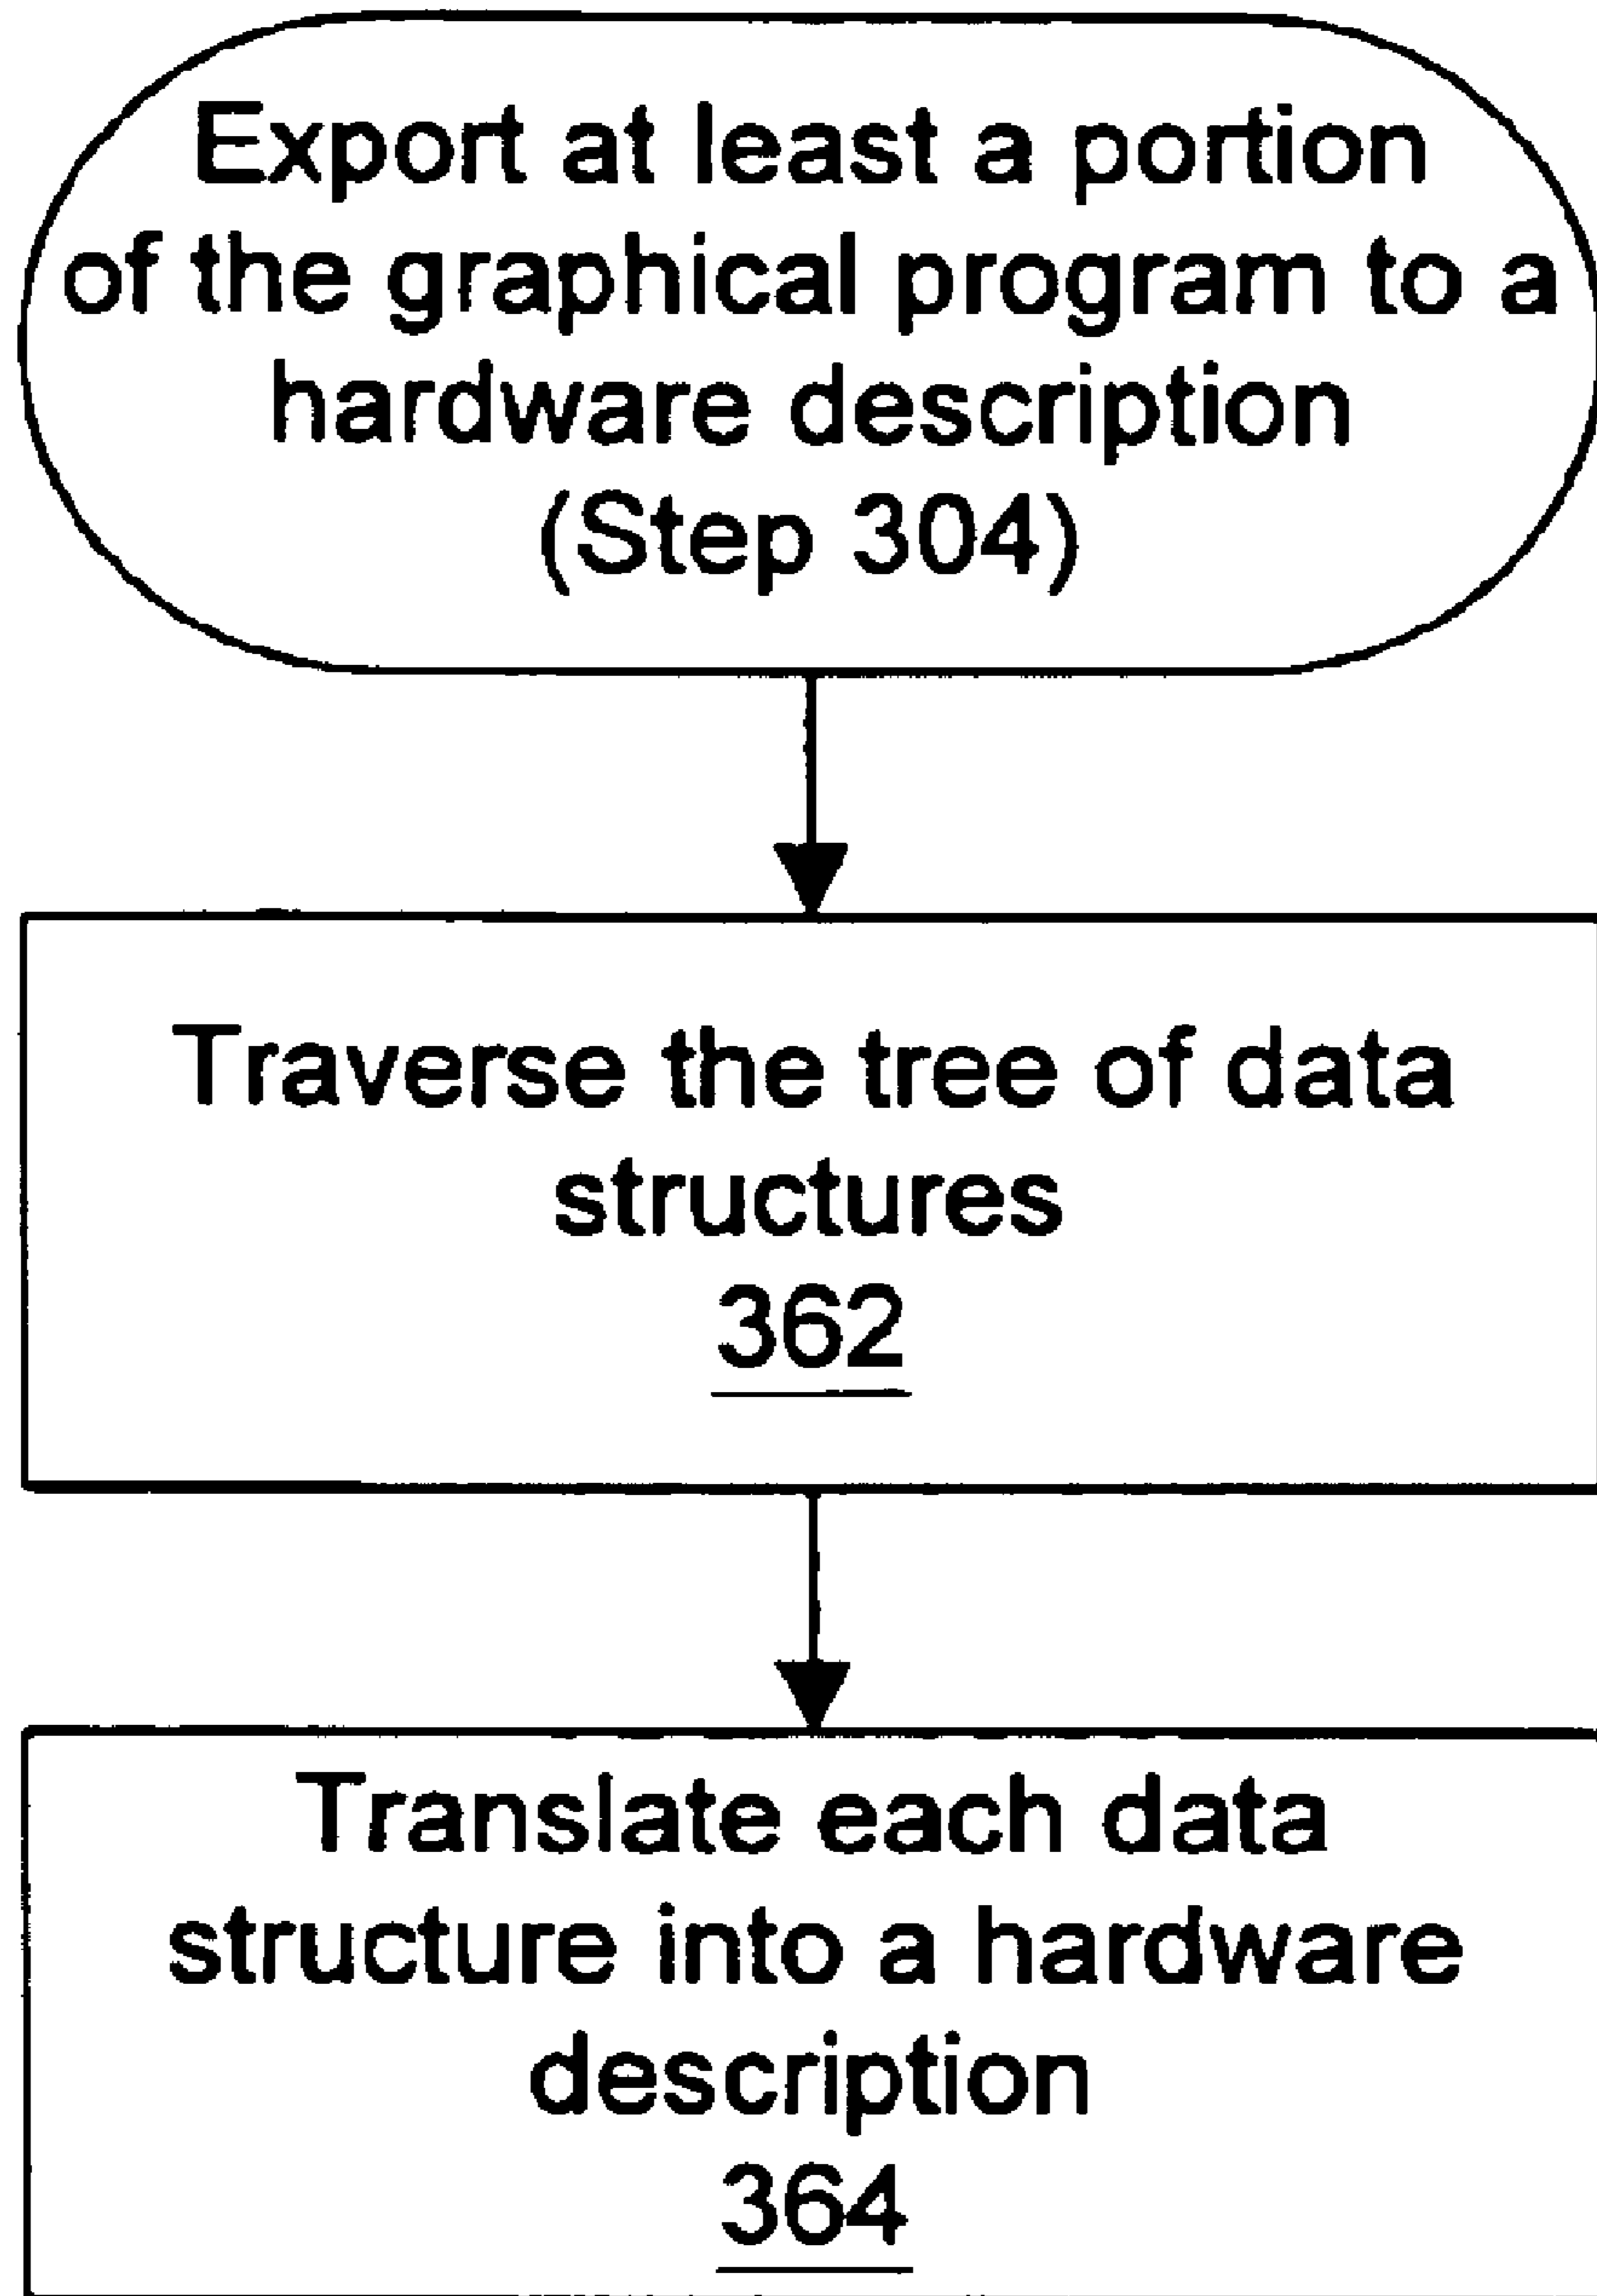 Export at least a portion
of the graphical program to a
hardware description
(Step 304)
Traverse the tree of data
structures
362
Translate each data
structure into a hardware
description
364